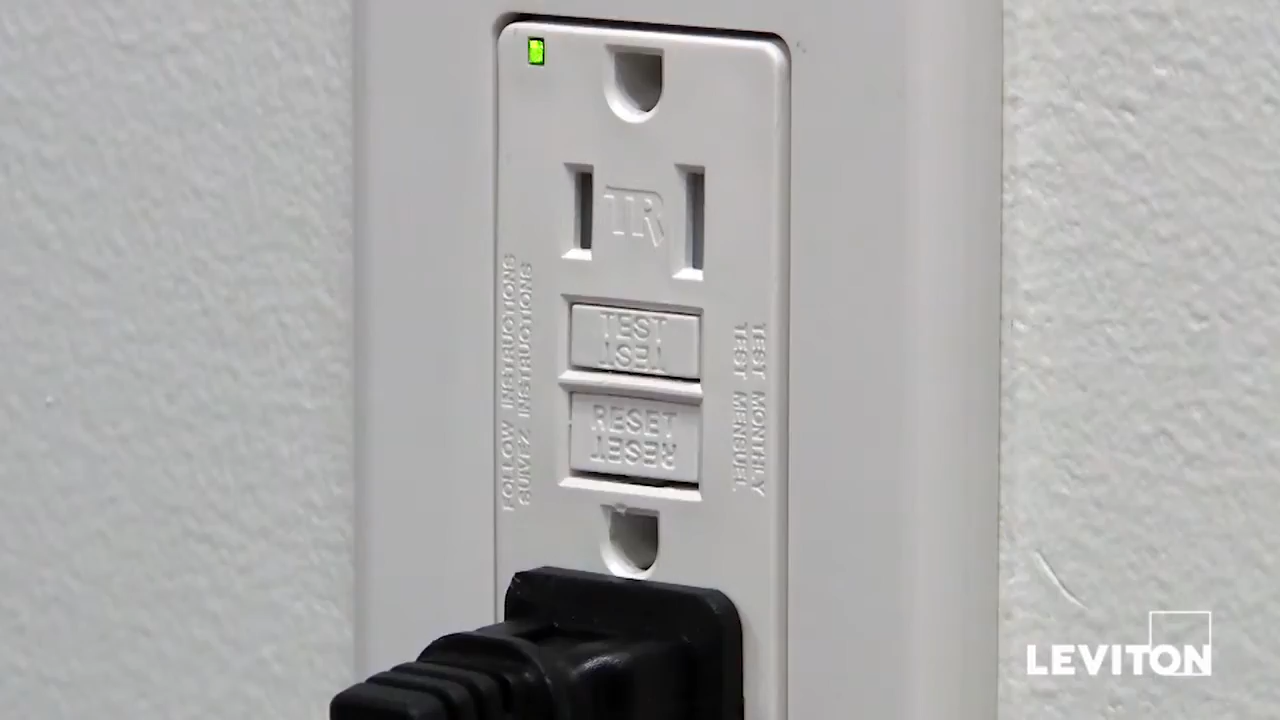 TR
TEST
TEST
RESET
RESET
FOLLOW INSTRUCTIONS
SUIVEZ INSTRUCTIONS
TEST MONTHLY
TEST MENSUEL
LEVITON